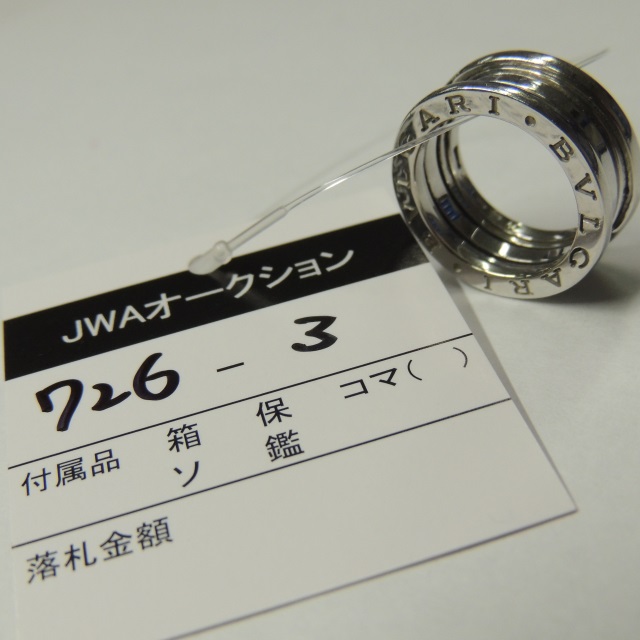 ARI • BVLGARI
JWAオークション
726-3
付属品 箱 保 コマ( )
ソ 鑑
落札金額